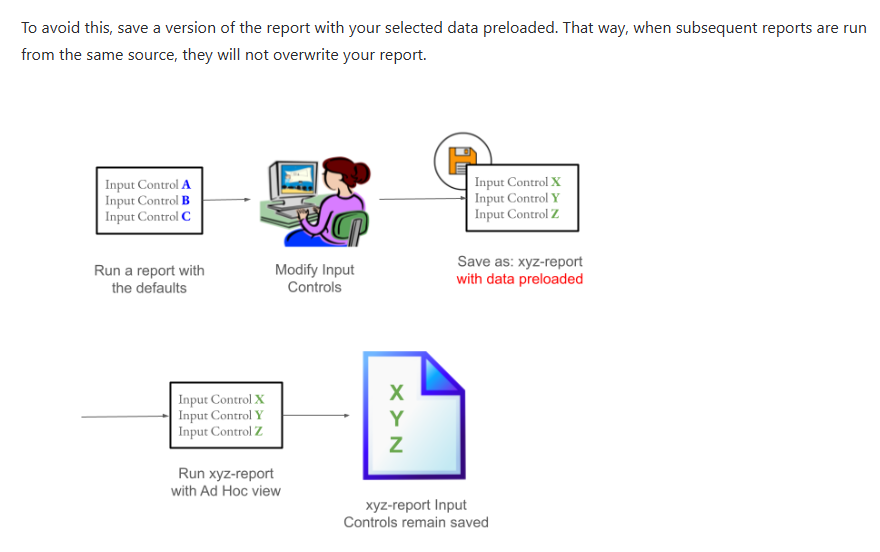 To avoid this, save a version of the report with your selected data preloaded. That way, when subsequent reports are run
from the same source, they will not overwrite your report.
Input Control A
Input Control B
Input Control C
Run a report with
the defaults
Modify Input
Controls
Input Control X
Input Control Y
Input Control Z
Save as: xyz-report
with data preloaded
Input Control X
Input Control Y
Input Control Z
Run xyz-report
with Ad Hoc view
X
Y
Z
xyz-report Input
Controls remain saved